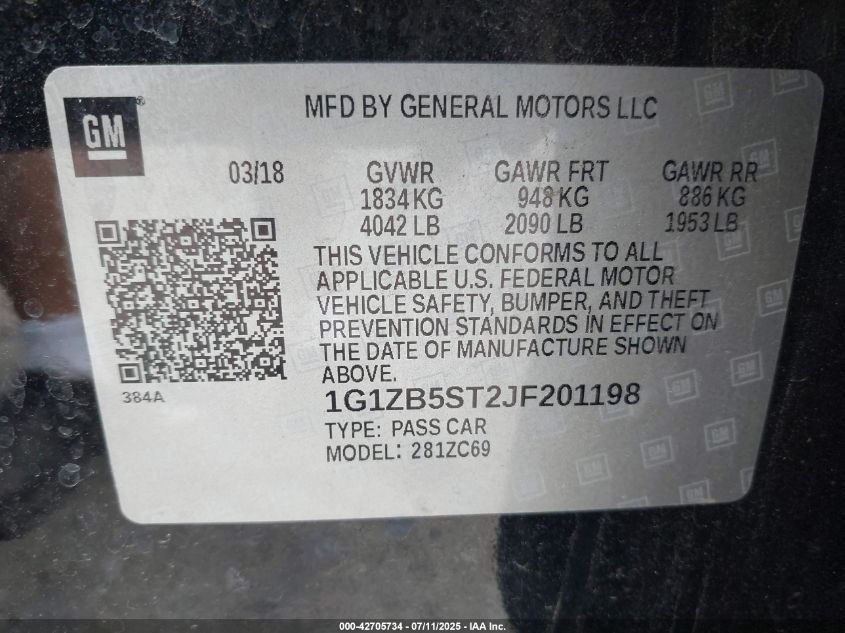 GM
MFD BY GENERAL MOTORS LLC
03/18 GVWR GAWR FRT GAWR RR
1834 KG 948 KG 886 KG
4042 LB 2090 LB 1953 LB
THIS VEHICLE CONFORMS TO ALL
APPLICABLE U.S. FEDERAL MOTOR
VEHICLE SAFETY, BUMPER, AND THEFT
PREVENTION STANDARDS IN EFFECT ON
THE DATE OF MANUFACTURE SHOWN
ABOVE.
384A
1G1ZB5ST2JF201198
TYPE: PASS CAR
MODEL: 281ZC69
000-42705734 - 07/11/2025 - IAA Inc.